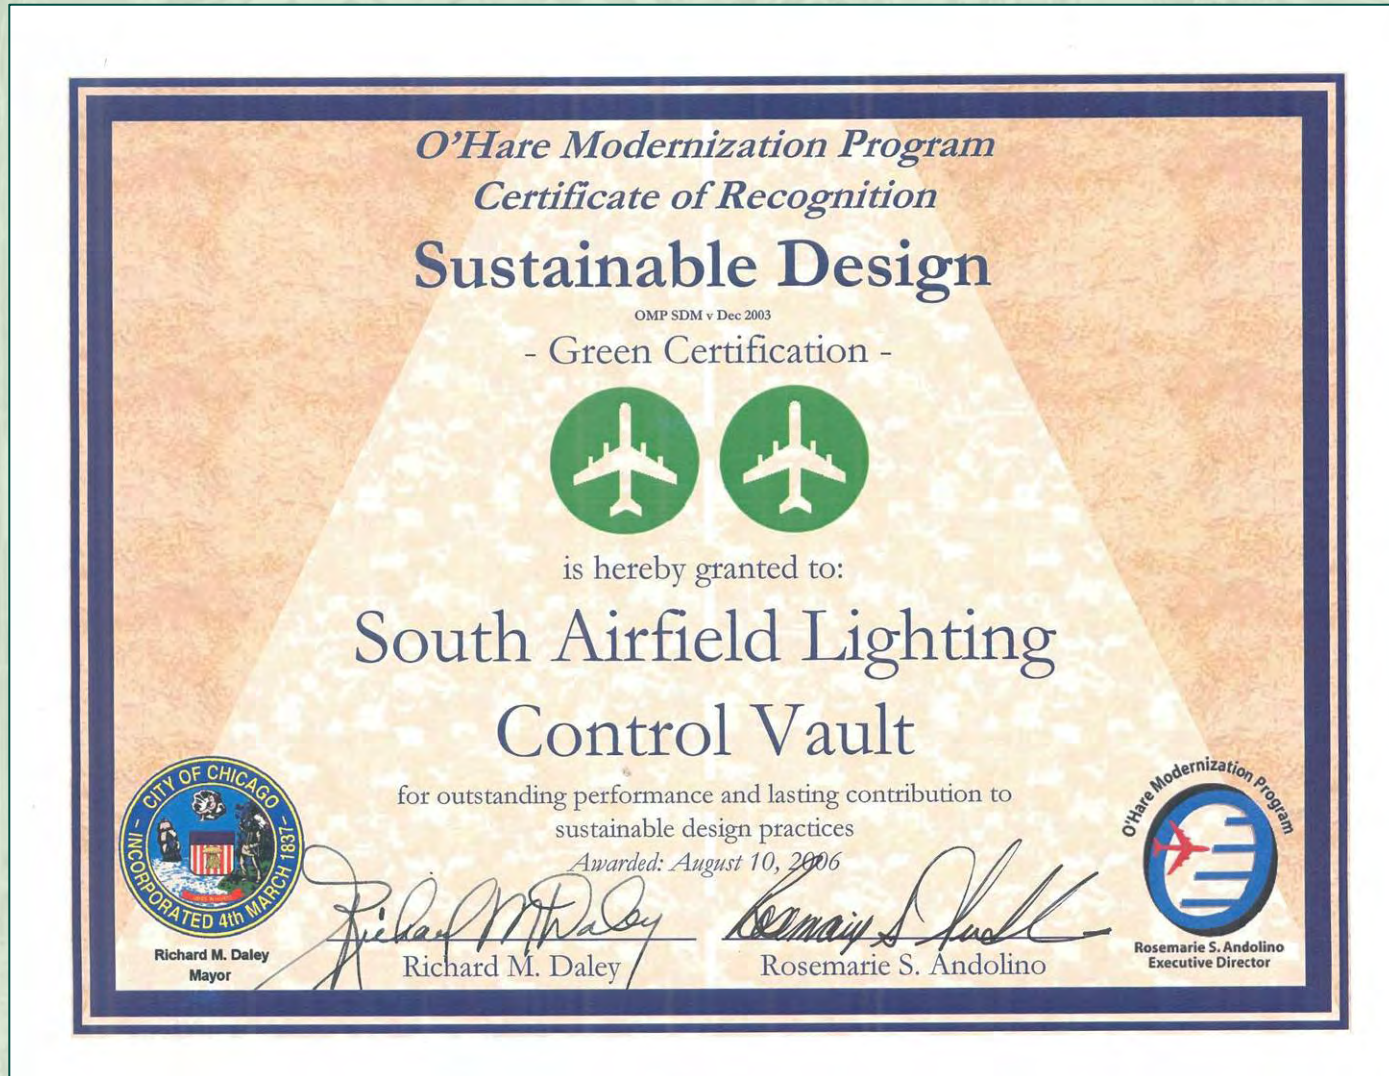 O'Hare Modernization Program
Certificate of Recognition
Sustainable Design
OMP SDM v Dec 2003
- Green Certification -
is hereby granted to:
South Airfield Lighting
Control Vault
for outstanding performance and lasting contribution to
sustainable design practices
Awarded: August 10, 2006
Richard M. Daley
Richard M. Daley
Rosemarie S. Andolino
CITY OF CHICAGO
INCORPORATED 4th MARCH 1837
Richard M. Daley
Mayor
O'Hare Modernization Program
Rosemarie S. Andolino
Executive Director